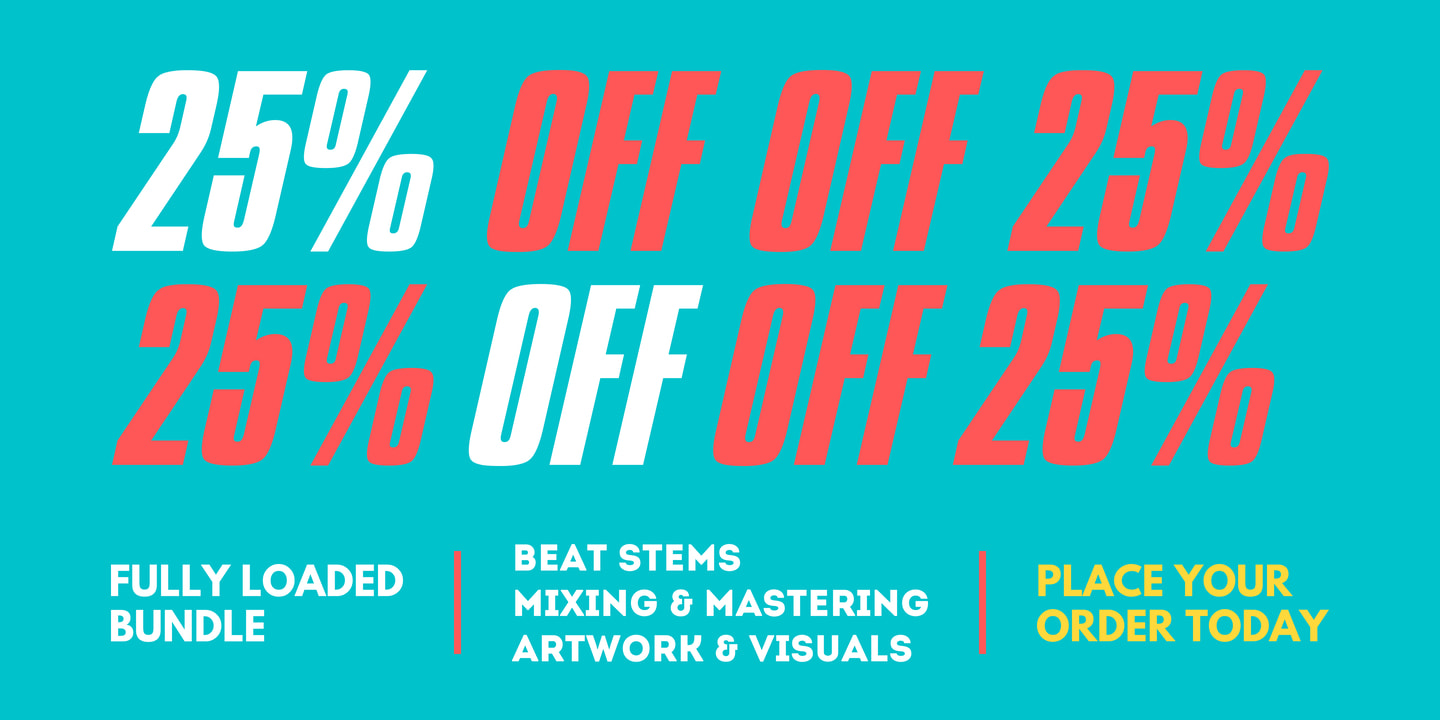 25% OFF OFF 25%
25% OFF OFF 25%
FULLY LOADED
BUNDLE
BEAT STEMS
MIXING & MASTERING
ARTWORK & VISUALS
PLACE YOUR
ORDER TODAY